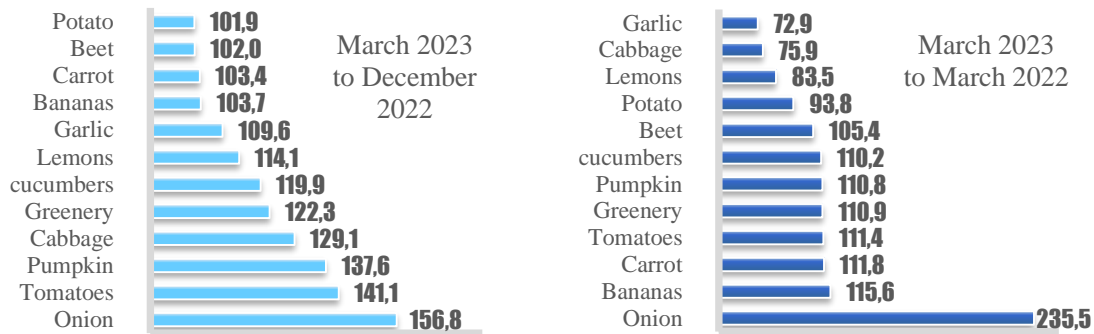 Potato 101,9
Beet 102,0
Carrot 103,4
Bananas 103,7
Garlic 109,6
Lemons 114,1
cucumbers 119,9
Greenery 122,3
Cabbage 129,1
Pumpkin 137,6
Tomatoes 141,1
Onion 156,8
March 2023
to December
2022
Garlic 72,9
Cabbage 75,9
Lemons 83,5
Potato 93,8
Beet 105,4
cucumbers 110,2
Pumpkin 110,8
Greenery 110,9
Tomatoes 111,4
Carrot 111,8
Bananas 115,6
Onion 235,5
March 2023
to March 2022